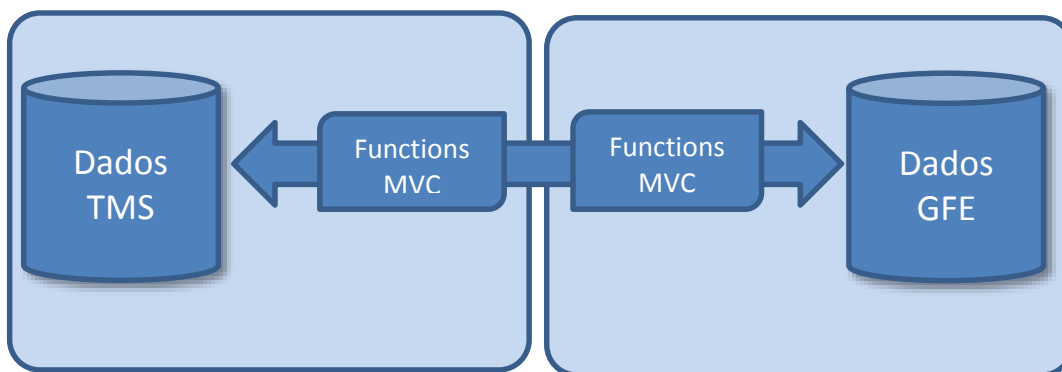 Dados
TMS
Functions
MVC
Functions
MVC
Dados
GFE